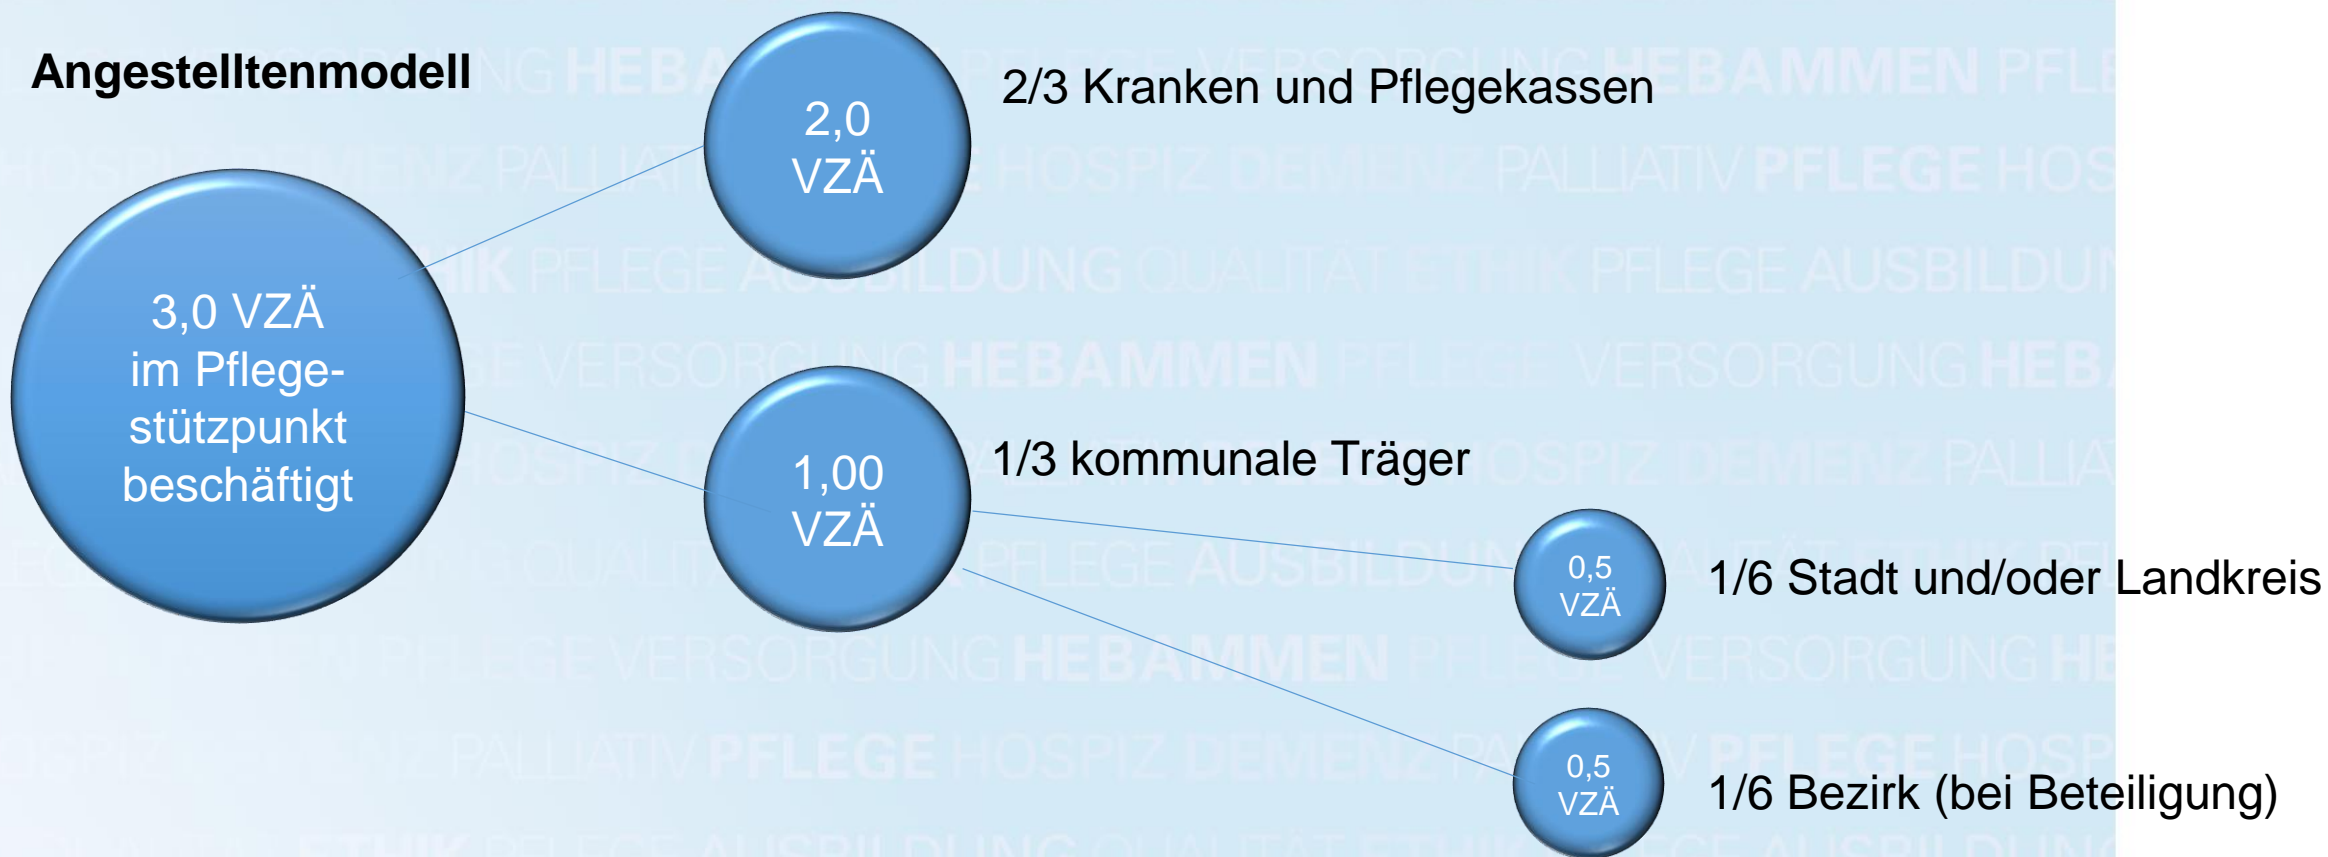 Angestelltenmodell
2,0
VZÄ
2/3 Kranken und Pflegekassen
3,0 VZÄ
im Pflege-
stützpunkt
beschäftigt
1,00
VZÄ
1/3 kommunale Träger
0,5
VZÄ
1/6 Stadt und/oder Landkreis
0,5
VZÄ
1/6 Bezirk (bei Beteiligung)